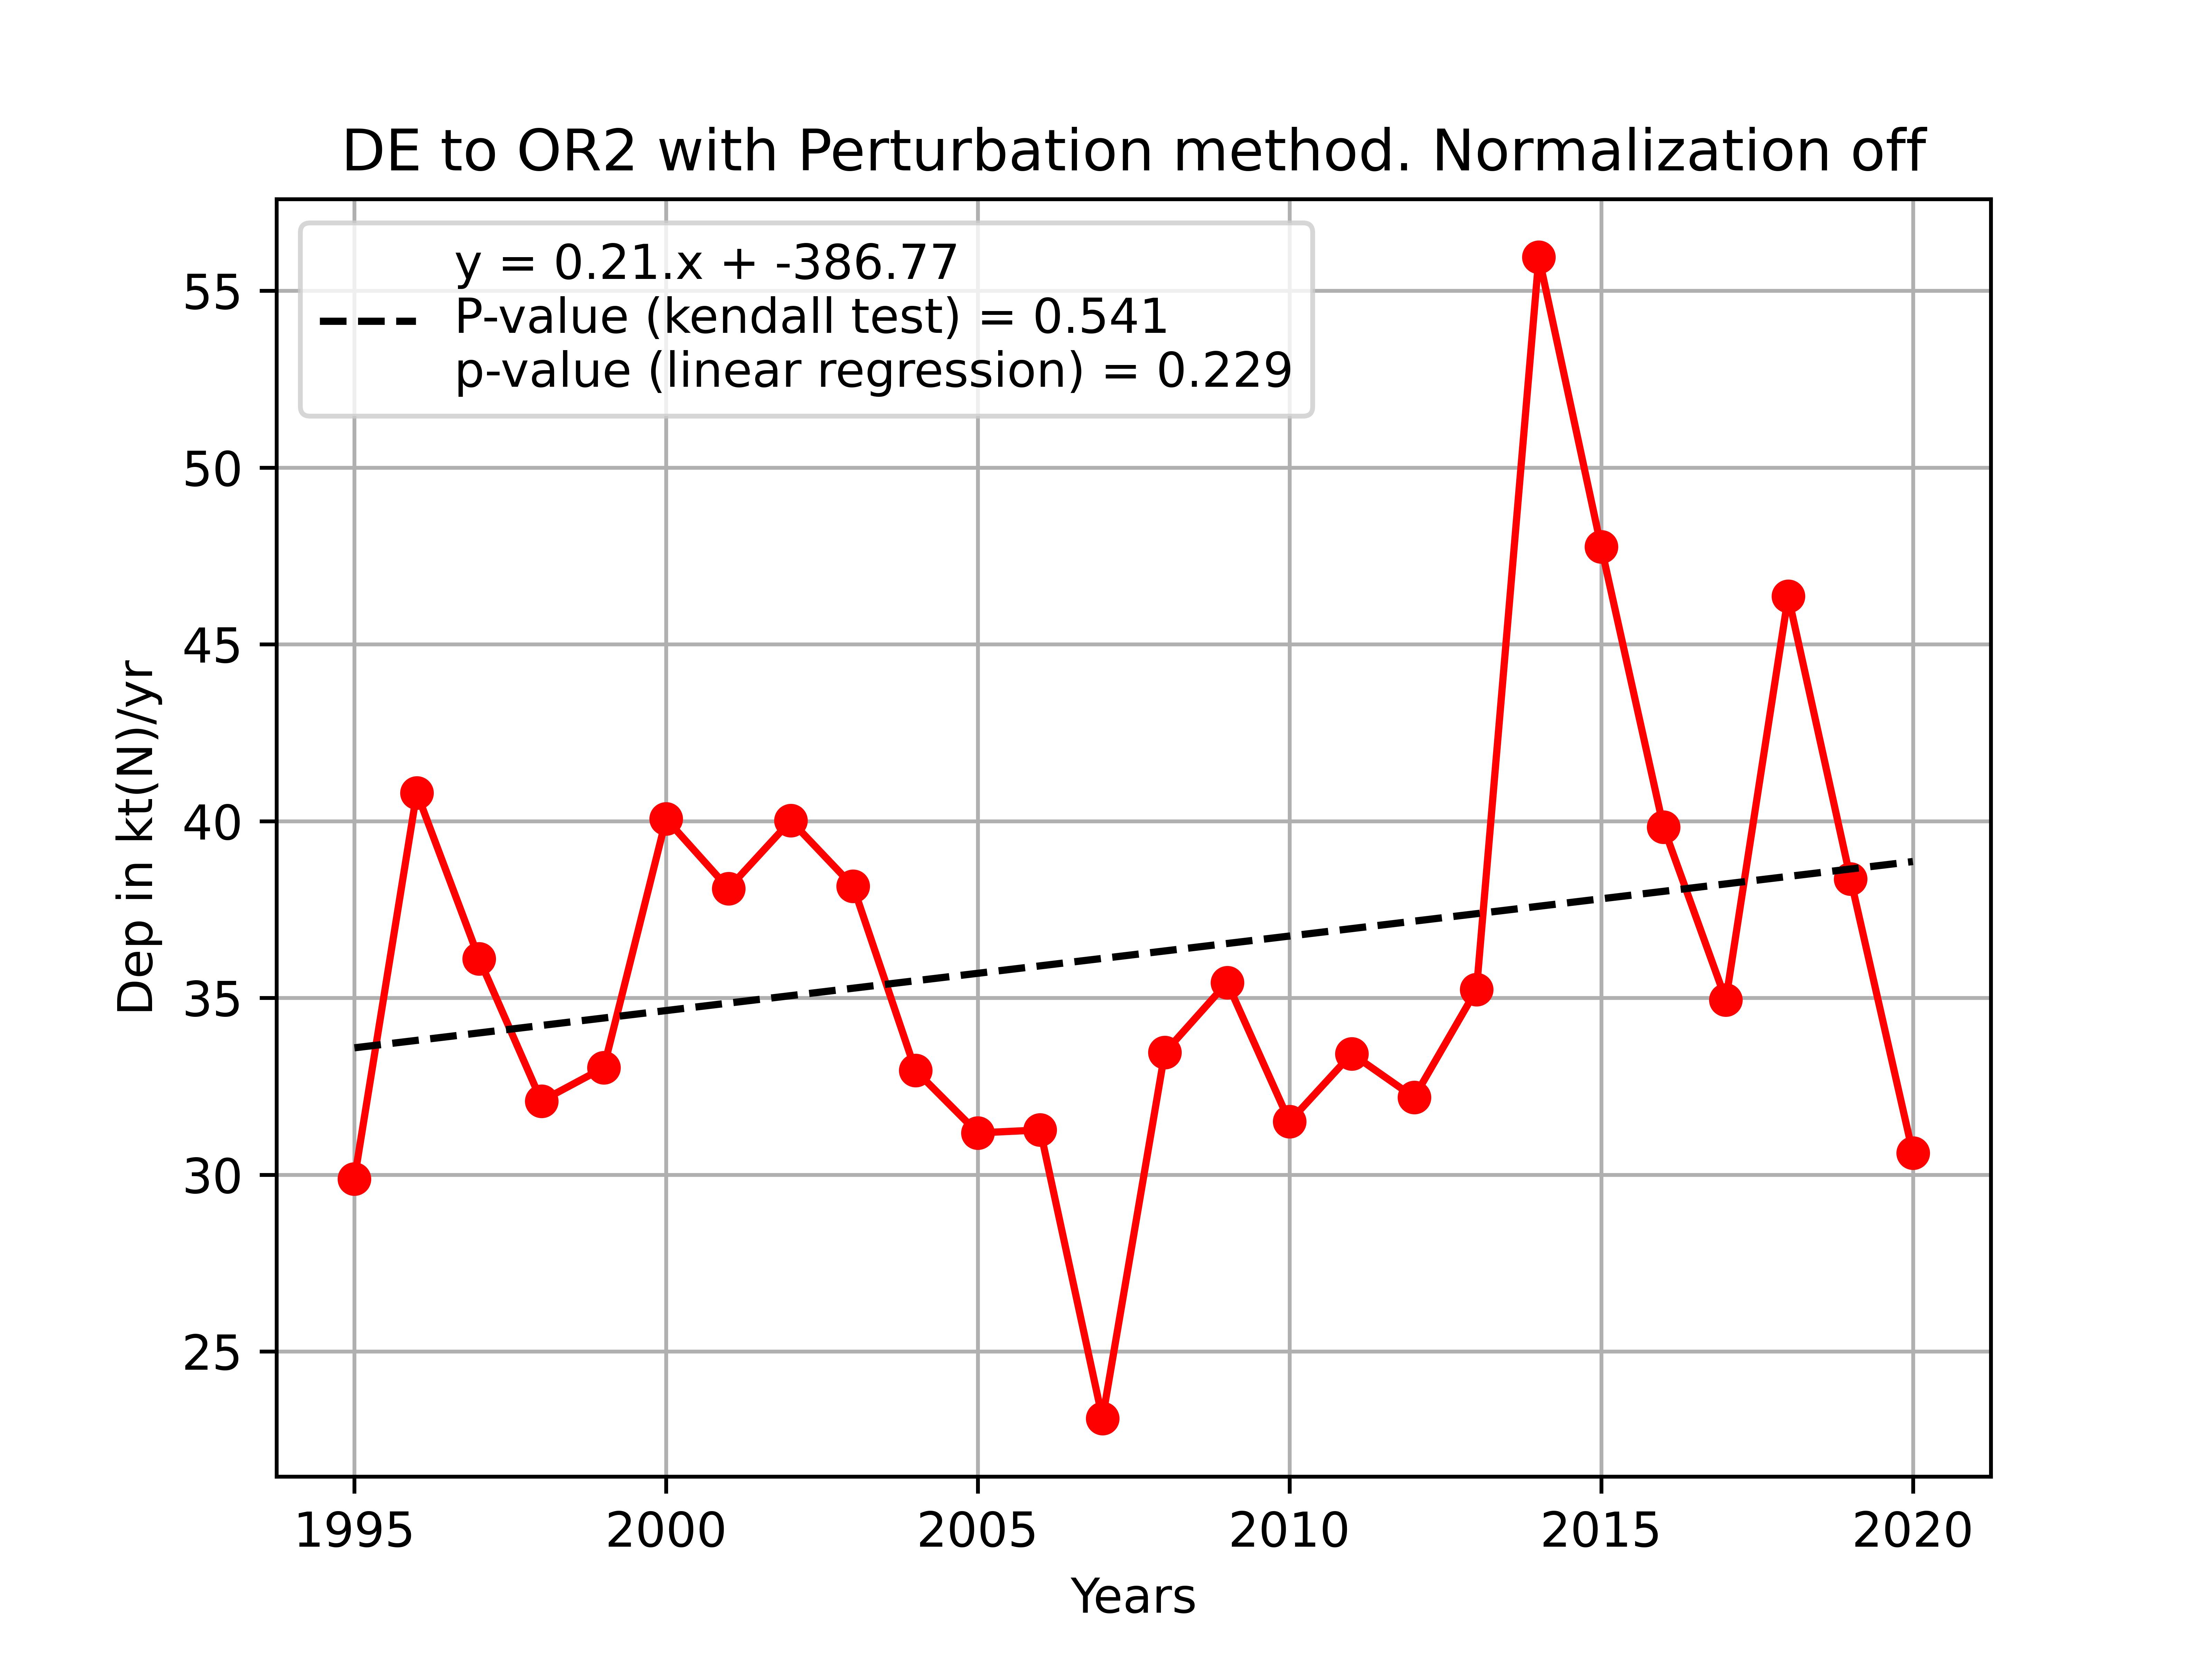 DE to OR2 with Perturbation method. Normalization off
y = 0.21.x + -386.77
P-value (kendall test) = 0.541
p-value (linear regression) = 0.229
55
50
45
40
35
30
25
Dep in kt(N)/yr
1995 2000 2005 2010 2015 2020
Years